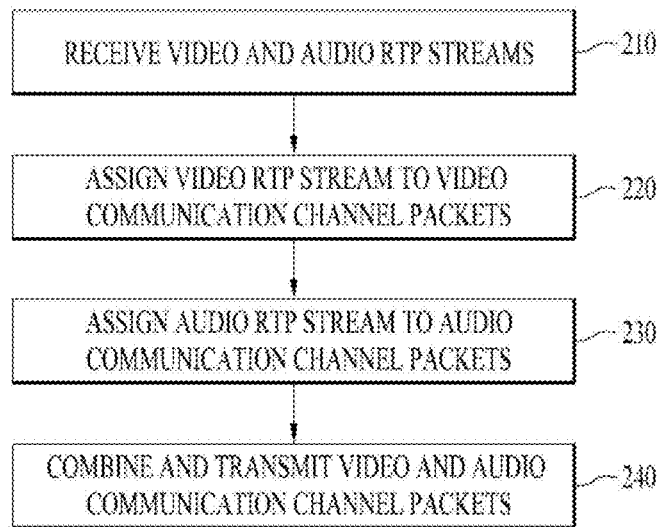 RECEIVE VIDEO AND AUDIO RTP STREAMS
210
ASSIGN VIDEO RTP STREAM TO VIDEO
COMMUNICATION CHANNEL PACKETS
220
ASSIGN AUDIO RTP STREAM TO AUDIO
COMMUNICATION CHANNEL PACKETS
230
COMBINE AND TRANSMIT VIDEO AND AUDIO
COMMUNICATION CHANNEL PACKETS
240